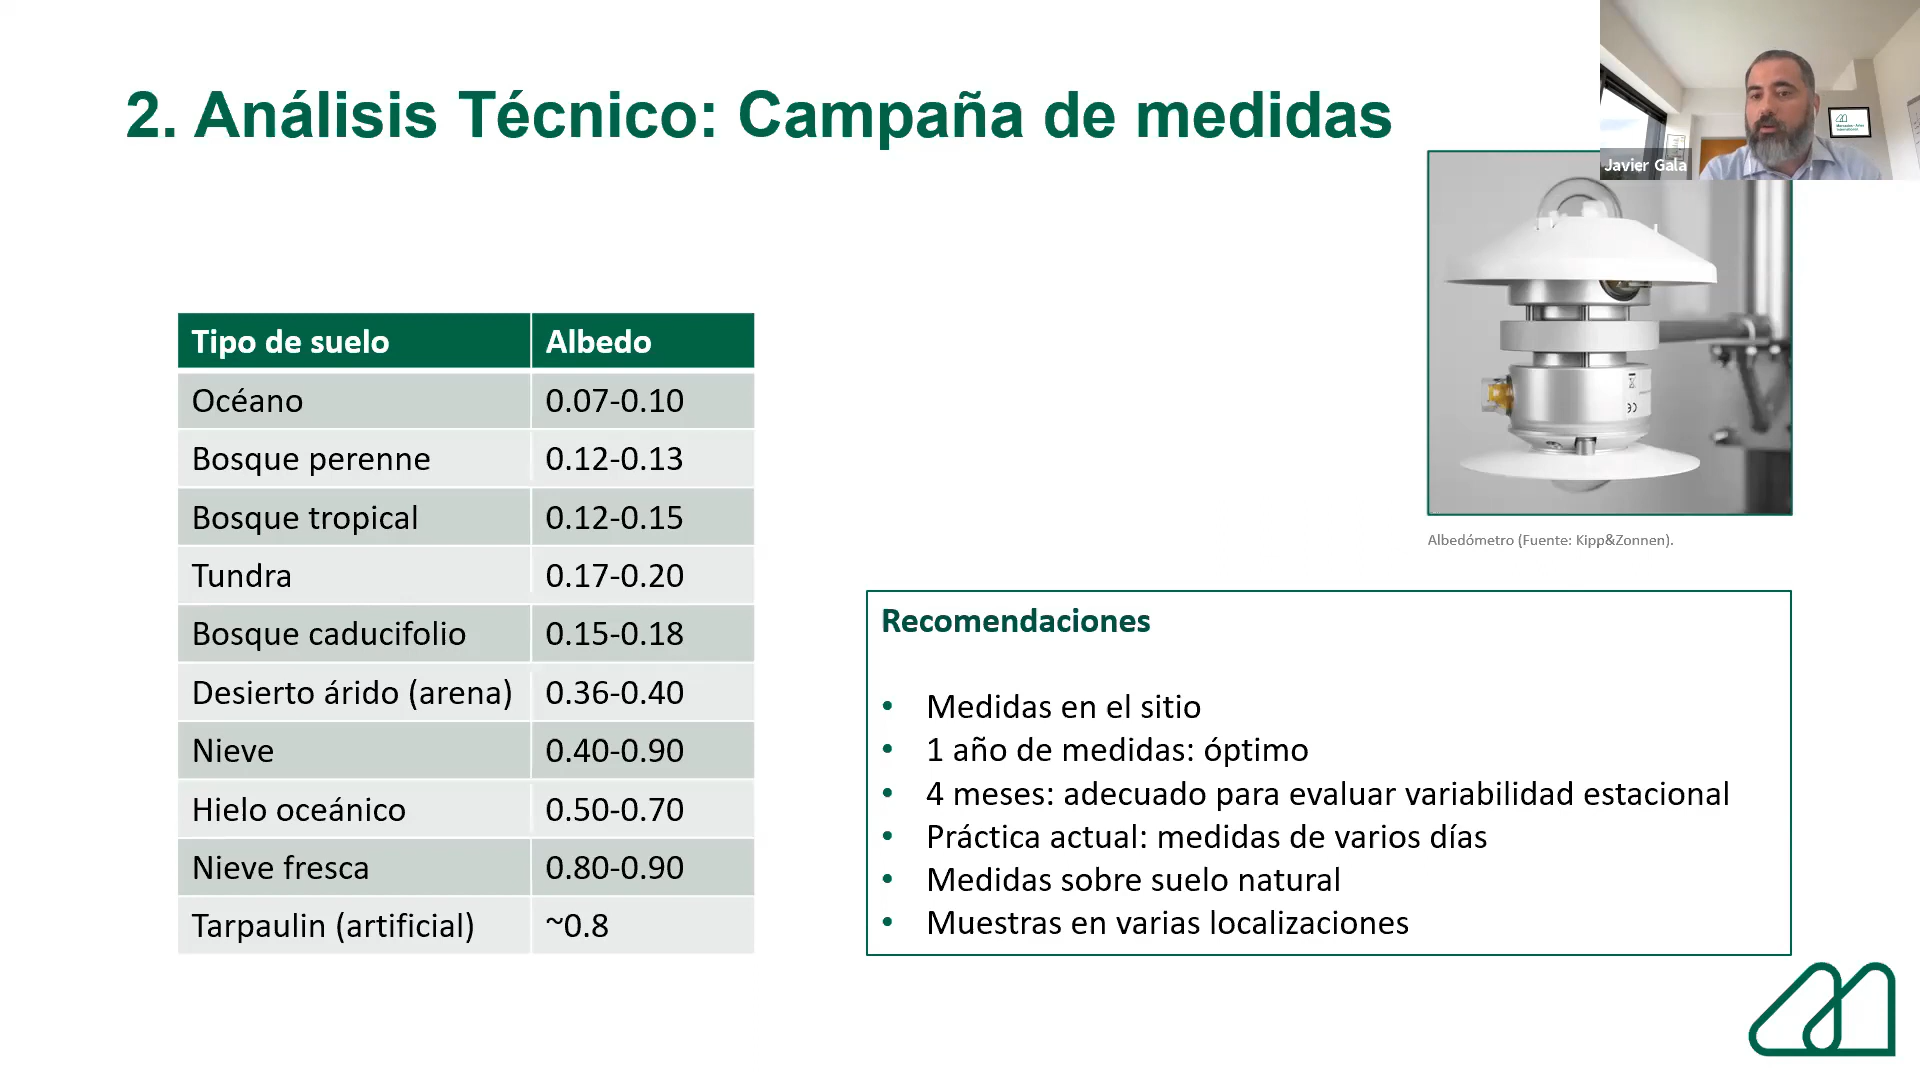 2. Análisis Técnico: Campaña de medidas
Javier Gala
Tipo de suelo Albedo
Océano 0.07-0.10
Bosque perenne 0.12-0.13
Bosque tropical 0.12-0.15
Tundra 0.17-0.20
Bosque caducifolio 0.15-0.18
Desierto árido (arena) 0.36-0.40
Nieve 0.40-0.90
Hielo oceánico 0.50-0.70
Nieve fresca 0.80-0.90
Tarpaulin (artificial) ~0.8
CE
Albedómetro (Fuente: Kipp&Zonnen).
Recomendaciones
• Medidas en el sitio
• 1 año de medidas: óptimo
• 4 meses: adecuado para evaluar variabilidad estacional
• Práctica actual: medidas de varios días
• Medidas sobre suelo natural
• Muestras en varias localizaciones